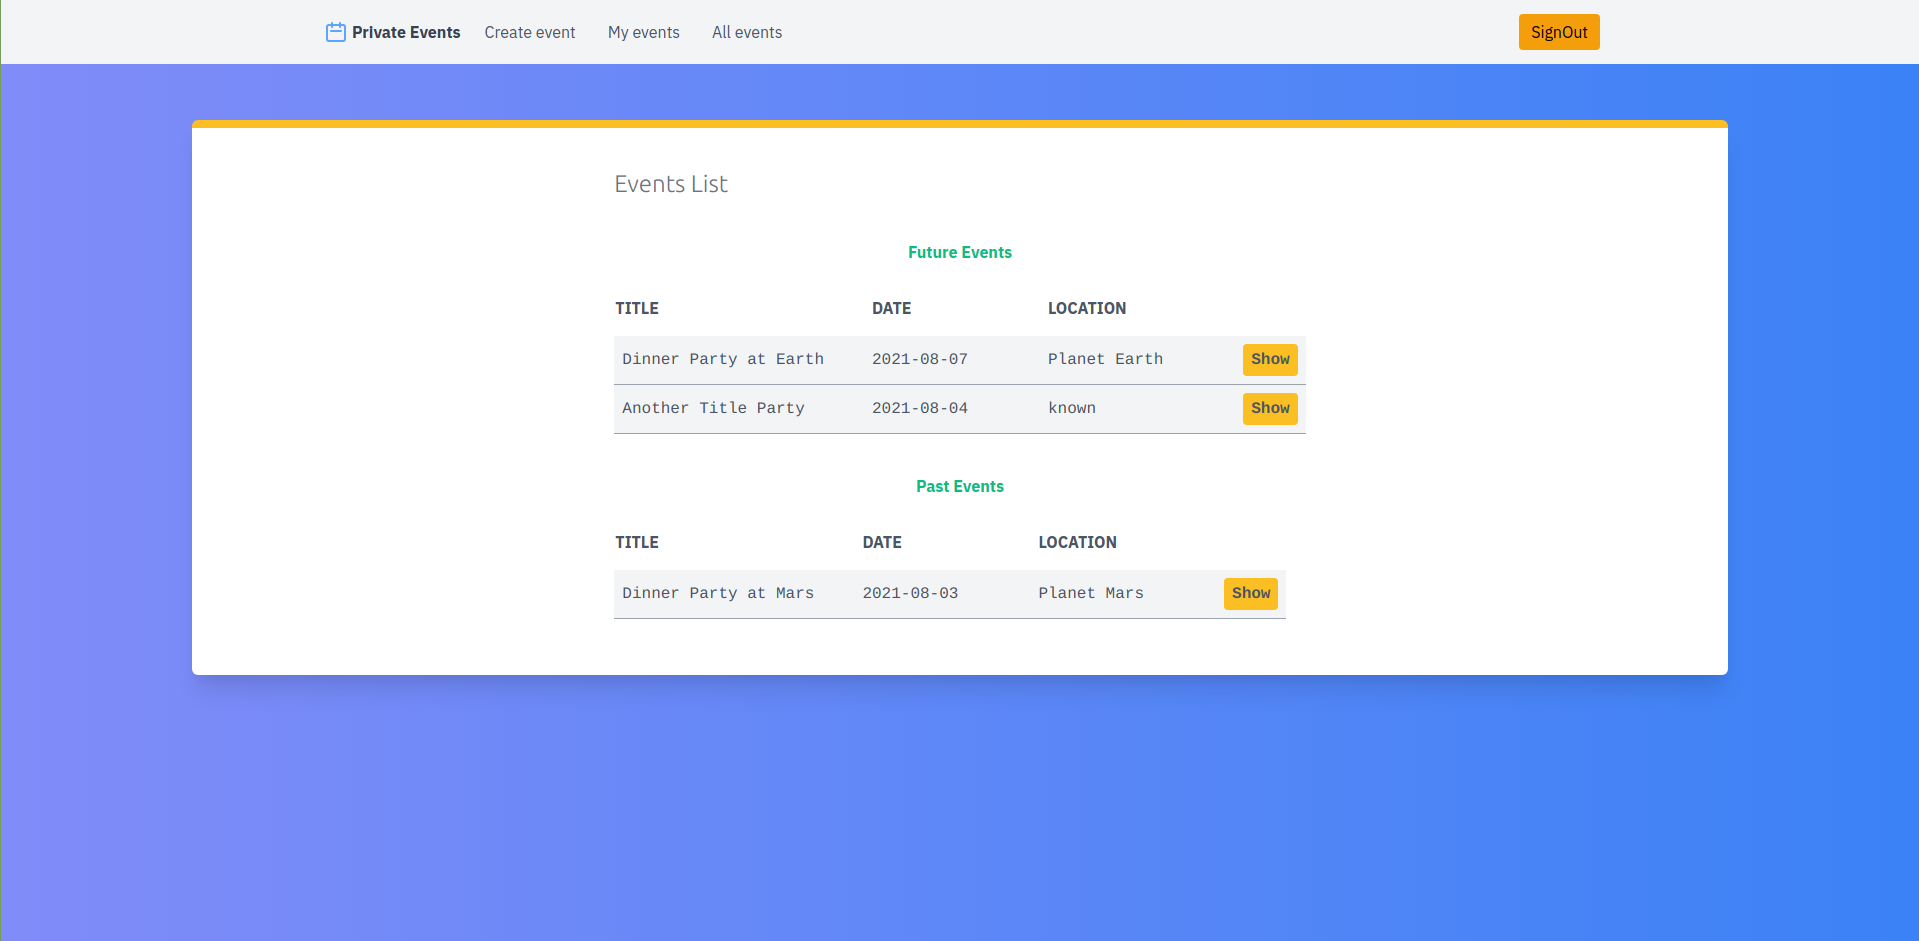 Private Events Create event My events All events SignOut
Events List
Future Events
TITLE DATE LOCATION
Dinner Party at Earth 2021-08-07 Planet Earth Show
Another Title Party 2021-08-04 known Show
Past Events
TITLE DATE LOCATION
Dinner Party at Mars 2021-08-03 Planet Mars Show